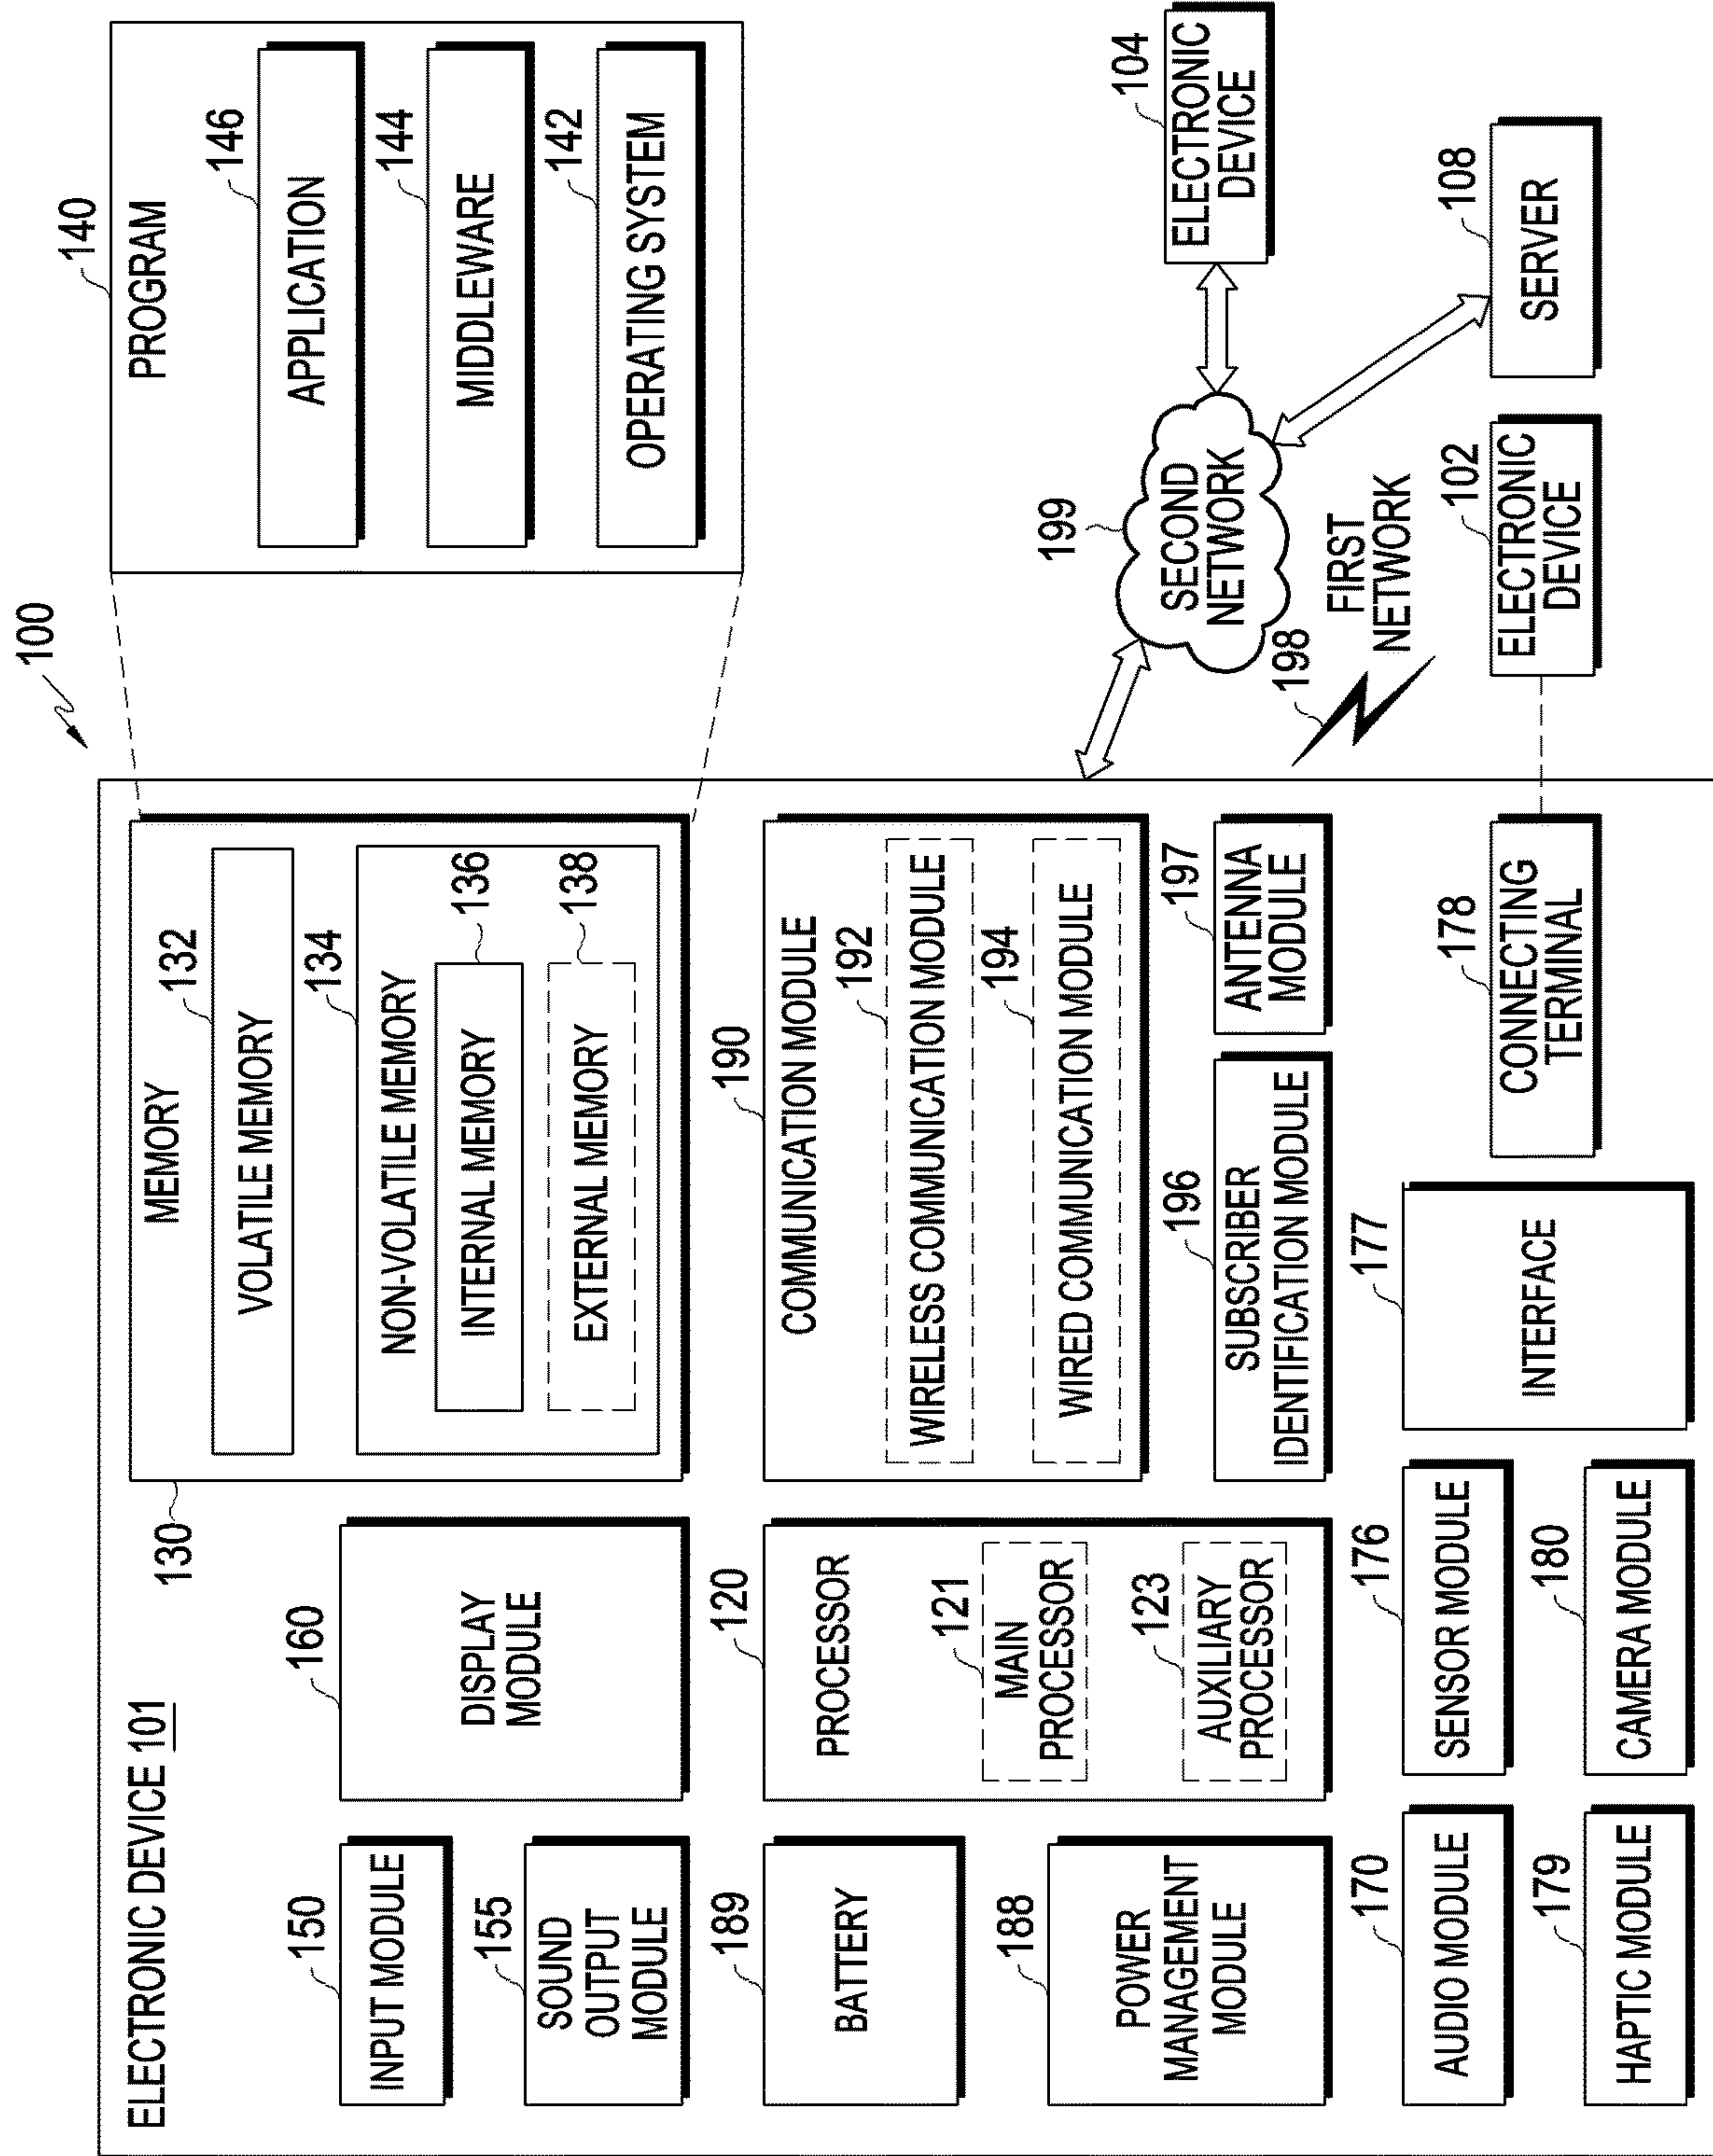 100
ELECTRONIC DEVICE 101
150
INPUT MODULE
155
SOUND
OUTPUT
MODULE
189
BATTERY
188
POWER
MANAGEMENT
MODULE
170
AUDIO MODULE
179
HAPTIC MODULE
160
DISPLAY
MODULE
120
PROCESSOR
121
MAIN
PROCESSOR
123
AUXILIARY
PROCESSOR
176
SENSOR MODULE
180
CAMERA MODULE
130
MEMORY
132
VOLATILE MEMORY
134
NON-VOLATILE MEMORY
136
INTERNAL MEMORY
138
EXTERNAL MEMORY
190
COMMUNICATION MODULE
192
WIRELESS COMMUNICATION MODULE
194
WIRED COMMUNICATION MODULE
196
SUBSCRIBER
IDENTIFICATION MODULE
197
ANTENNA
MODULE
177
INTERFACE
178
CONNECTING
TERMINAL
140
PROGRAM
146
APPLICATION
144
MIDDLEWARE
142
OPERATING SYSTEM
199
SECOND
NETWORK
198
FIRST
NETWORK
104
ELECTRONIC
DEVICE
102
ELECTRONIC
DEVICE
108
SERVER